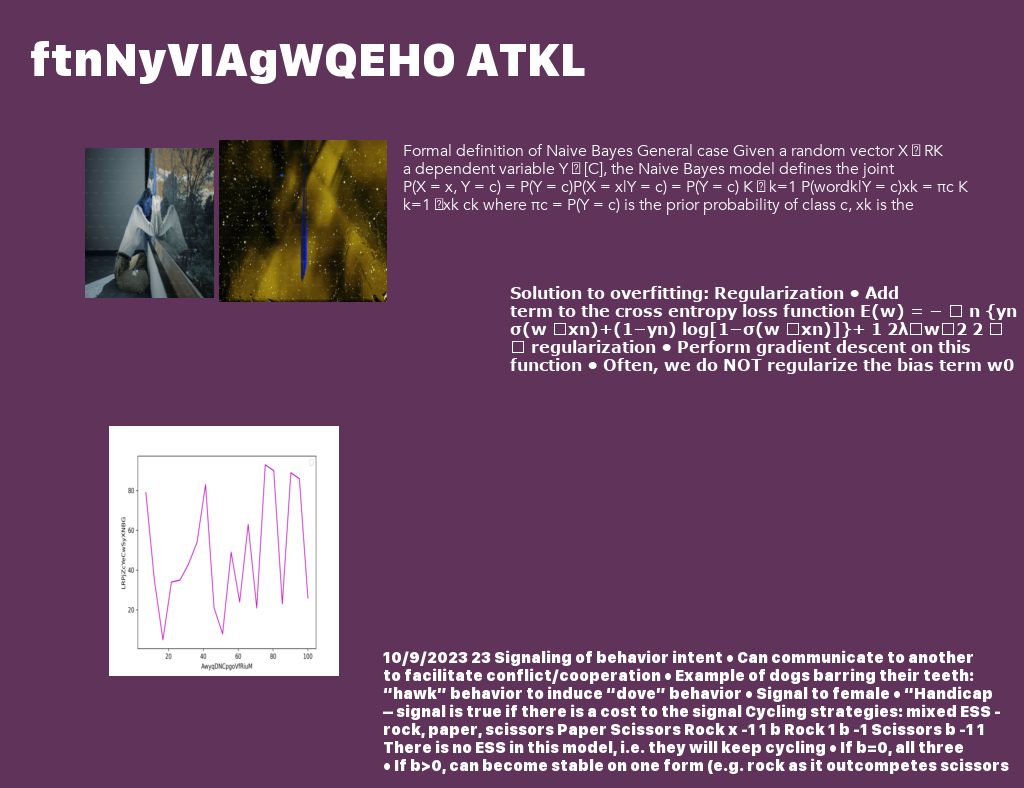 ftnNyVIAgWQEHO ATKL
Formal definition of Naive Bayes General case Given a random vector X � RK
a dependent variable Y � [C], the Naive Bayes model defines the joint
P(X = x, Y = c) = P(Y = c)P(X = x|Y = c) = P(Y = c) K � k=1 P(wordk|Y = c)xk = πc K
k=1 �xk ck where πc = P(Y = c) is the prior probability of class c, xk is the
Solution to overfitting: Regularization • Add
term to the cross entropy loss function E(w) = − � n {yn
σ(w �xn)+(1−yn) log[1−σ(w �xn)]}+ 1 2λ�w�2 2 �
� regularization • Perform gradient descent on this
function • Often, we do NOT regularize the bias term w0
80
60
40
20
20 40 60 80 100
LRPjZcYeCwSyXNBG
AwyqDNCpgoVfRiuM
10/9/2023 23 Signaling of behavior intent • Can communicate to another
to facilitate conflict/cooperation • Example of dogs barring their teeth:
“hawk” behavior to induce “dove” behavior • Signal to female • “Handicap
– signal is true if there is a cost to the signal Cycling strategies: mixed ESS -
rock, paper, scissors Paper Scissors Rock x -1 1 b Rock 1 b -1 Scissors b -1 1
There is no ESS in this model, i.e. they will keep cycling • If b=0, all three
• If b>0, can become stable on one form (e.g. rock as it outcompetes scissors